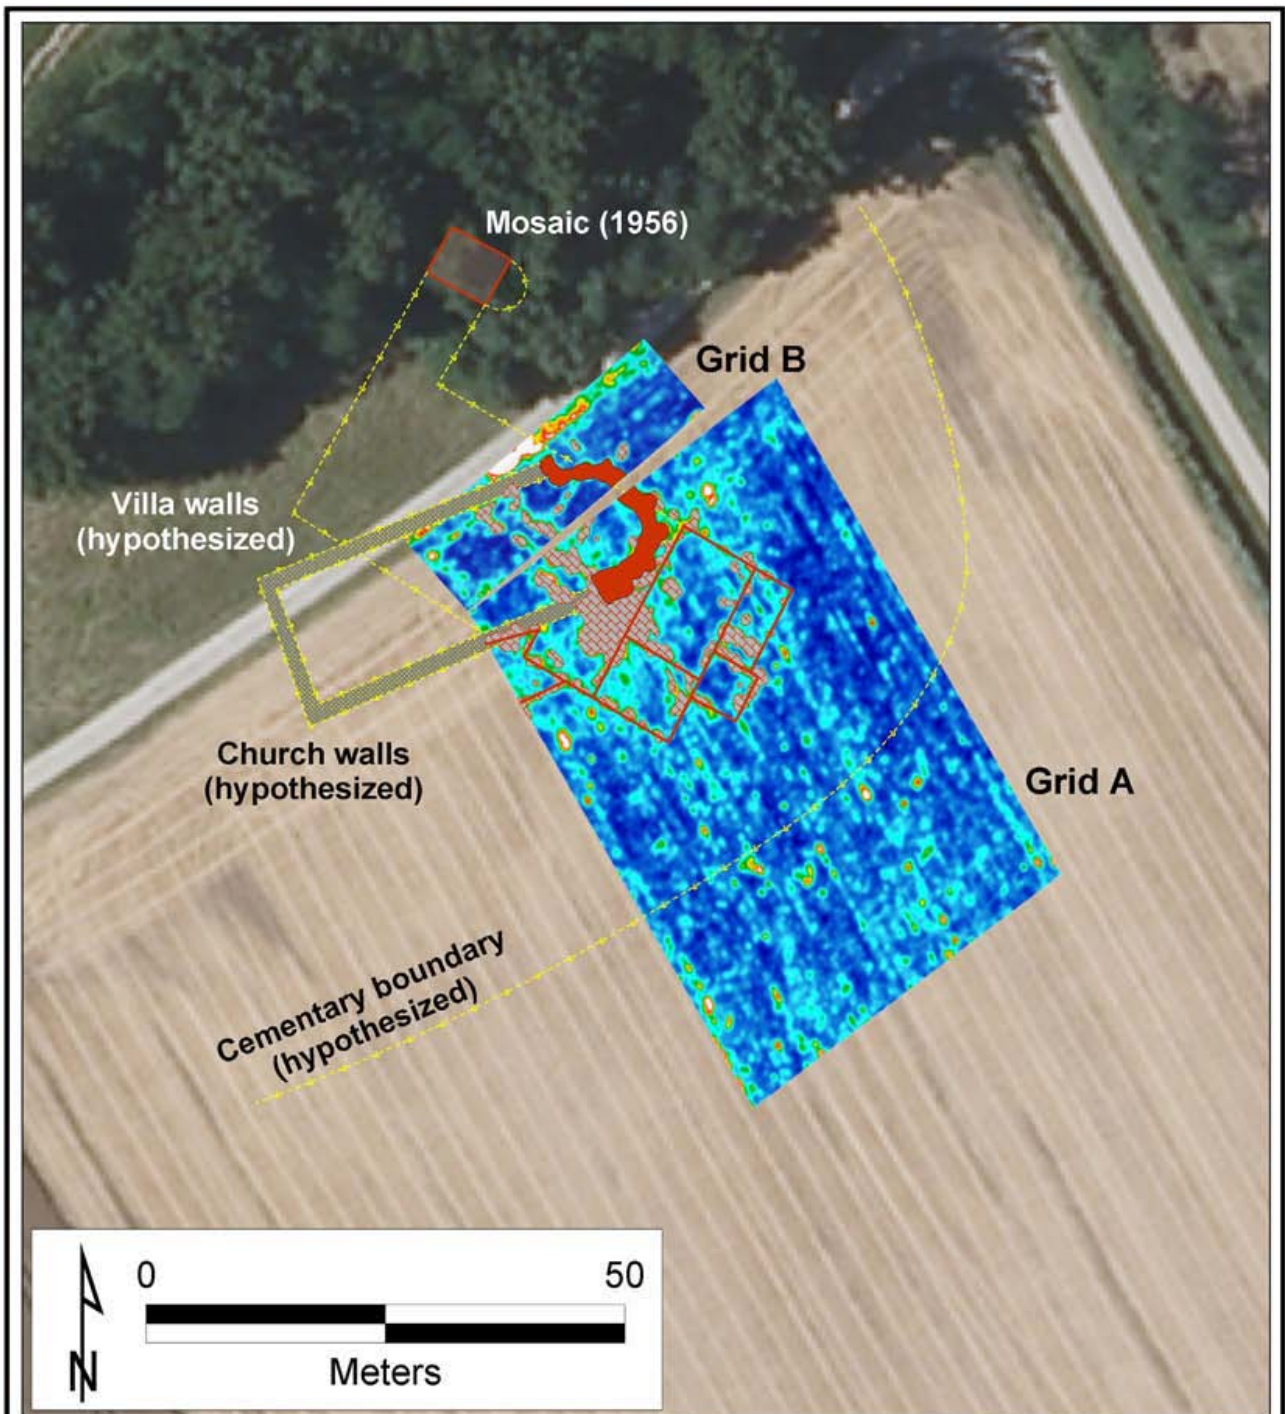 Mosaic (1956)
Grid B
Villa walls
(hypothesized)
Church walls
(hypothesized)
Grid A
Cementary boundary
(hypothesized)
0 50
N
Meters